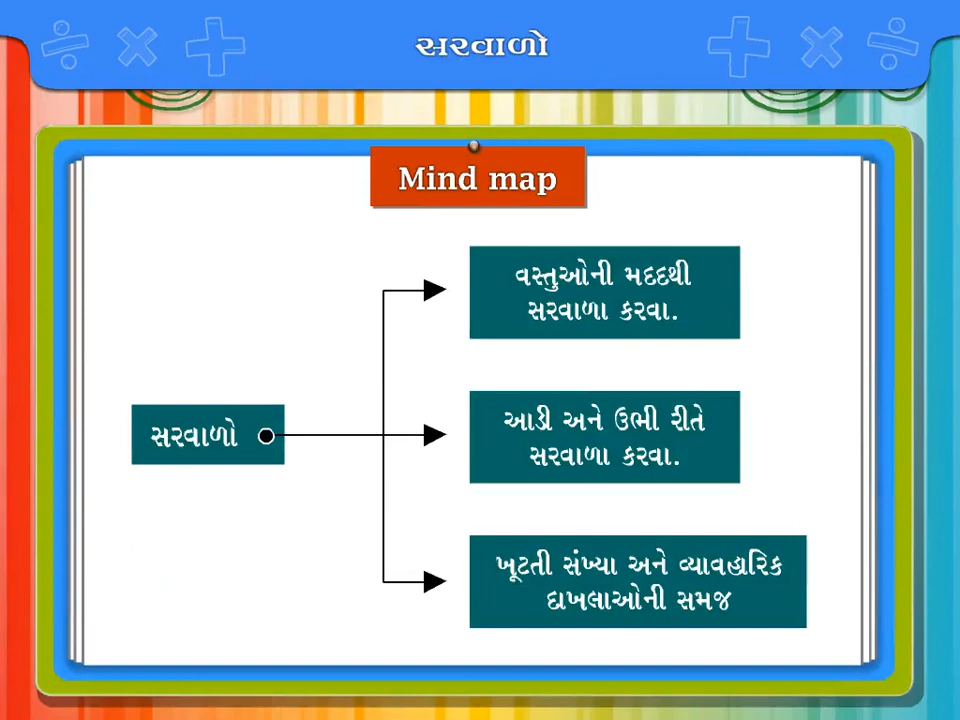 સરવાળો
Mind map
વસ્તુઓની મદદથી
સરવાળા કરવા.
સરવાળો
આડી અને ઉભી રીતે
સરવાળા કરવા.
ખૂટતી સંખ્યા અને વ્યાવહારિક
દાખલાઓની સમજ